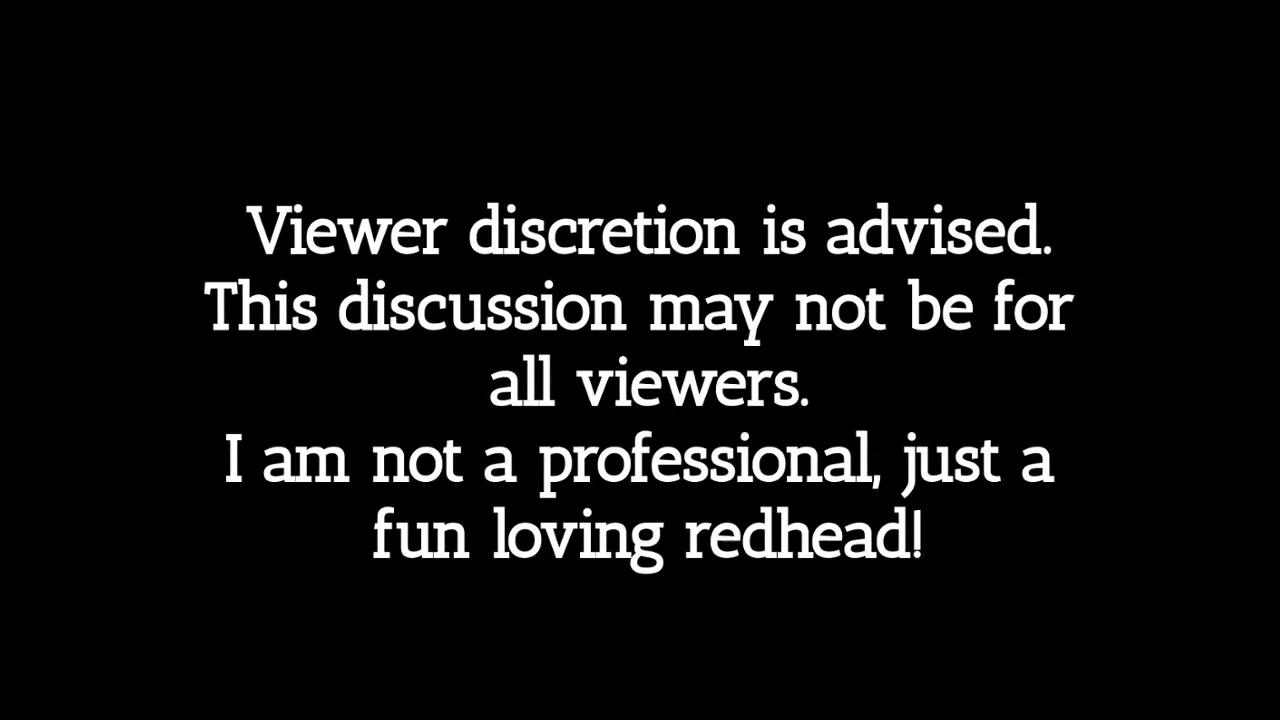 Viewer discretion is advised.
This discussion may not be for
all viewers.
I am not a professional, just a
fun loving redhead!